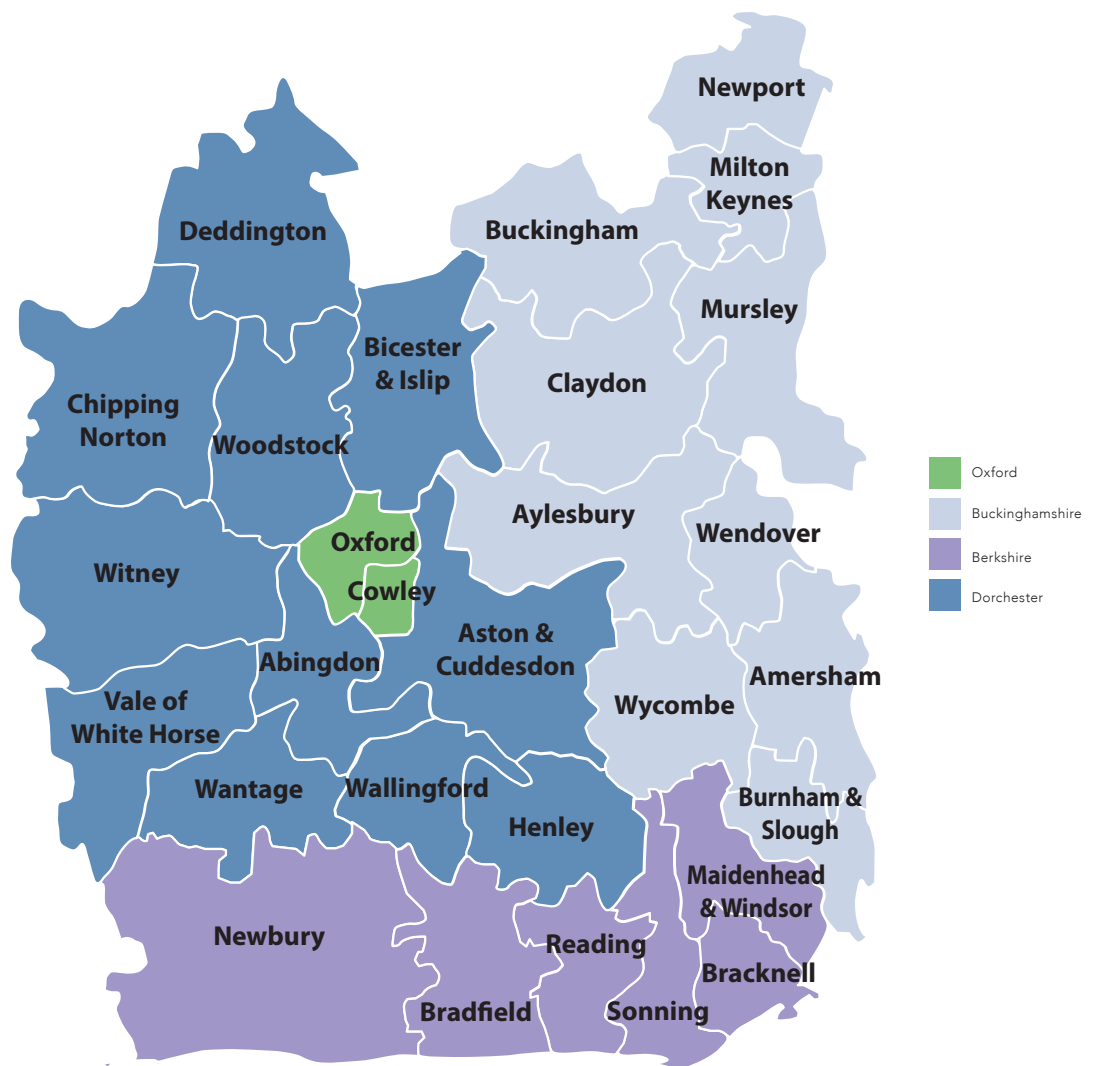 Newport
Milton
Keynes
Buckingham
Deddington
Mursley
Bicester
& Islip
Claydon
Chipping
Norton
Woodstock
Oxford
Aylesbury
Buckinghamshire
Wendover
Oxford
Berkshire
Witney
Cowley
Dorchester
Aston &
Cuddesdon
Abingdon
Amersham
Vale of
White Horse
Wycombe
Wantage
Wallingford
Burnham &
Slough
Henley
Maidenhead
& Windsor
Newbury
Reading
Bracknell
Bradfield
Sonning